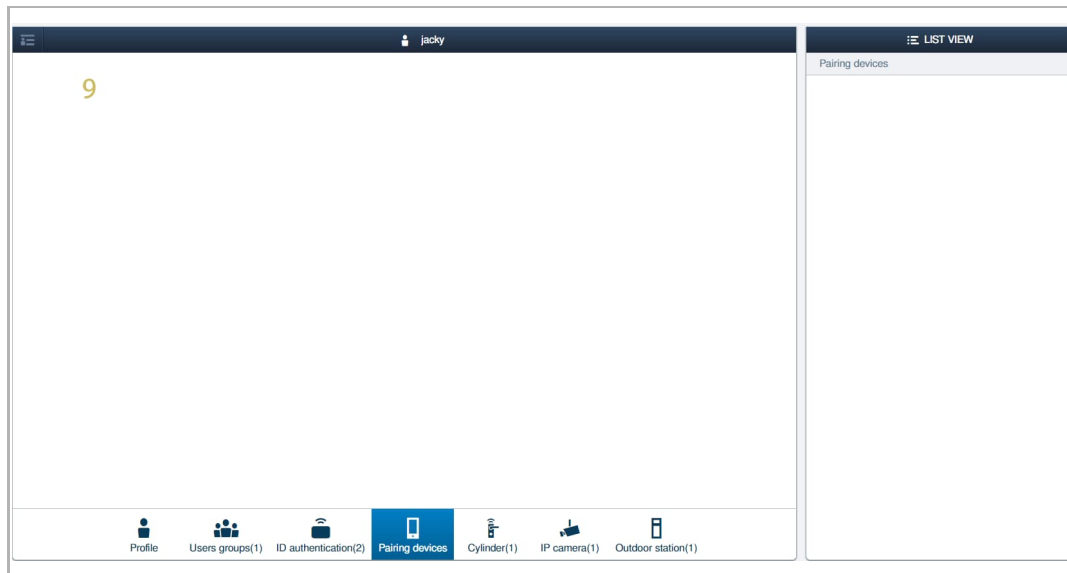 jacky
LIST VIEW
Pairing devices
9
Profile
Users groups(1)
ID authentication(2)
Pairing devices
Cylinder(1)
IP camera(1)
Outdoor station(1)